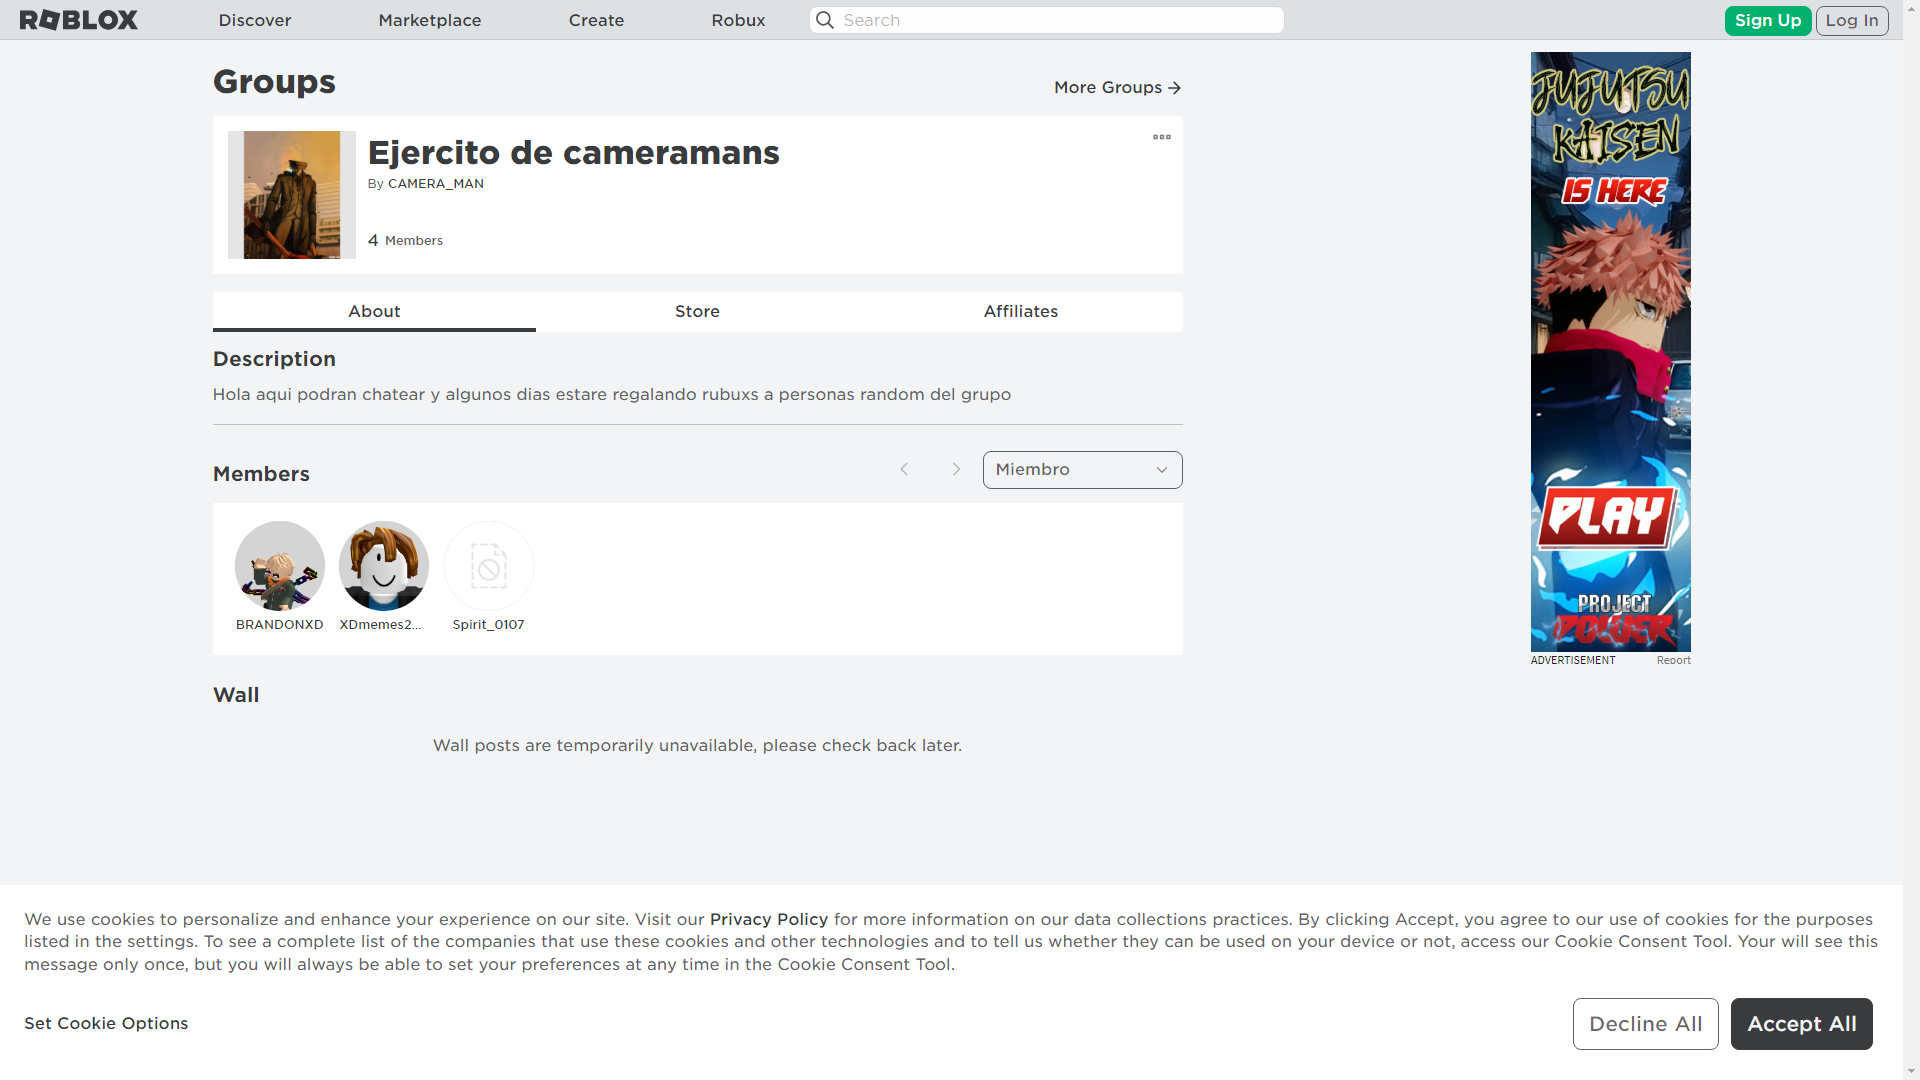 ROBLOX
Discover
Marketplace
Create
Robux
Search
Sign Up
Log In
Groups
More Groups
Ejercito de cameramans
By CAMERA_MAN
4 Members
About
Store
Affiliates
Description
Hola aqui podran chatear y algunos dias estare regalando rubuxs a personas random del grupo
Members
Miembro
BRANDONXD
XDmemes2...
Spirit_0107
Wall
Wall posts are temporarily unavailable, please check back later.
JUJUTSU
KAISEN
IS HERE
PLAY
PROJECT
POWER
ADVERTISEMENT
Report
We use cookies to personalize and enhance your experience on our site. Visit our Privacy Policy for more information on our data collections practices. By clicking Accept, you agree to our use of cookies for the purposes
listed in the settings. To see a complete list of the companies that use these cookies and other technologies and to tell us whether they can be used on your device or not, access our Cookie Consent Tool. Your will see this
message only once, but you will always be able to set your preferences at any time in the Cookie Consent Tool.
Set Cookie Options
Decline All
Accept All